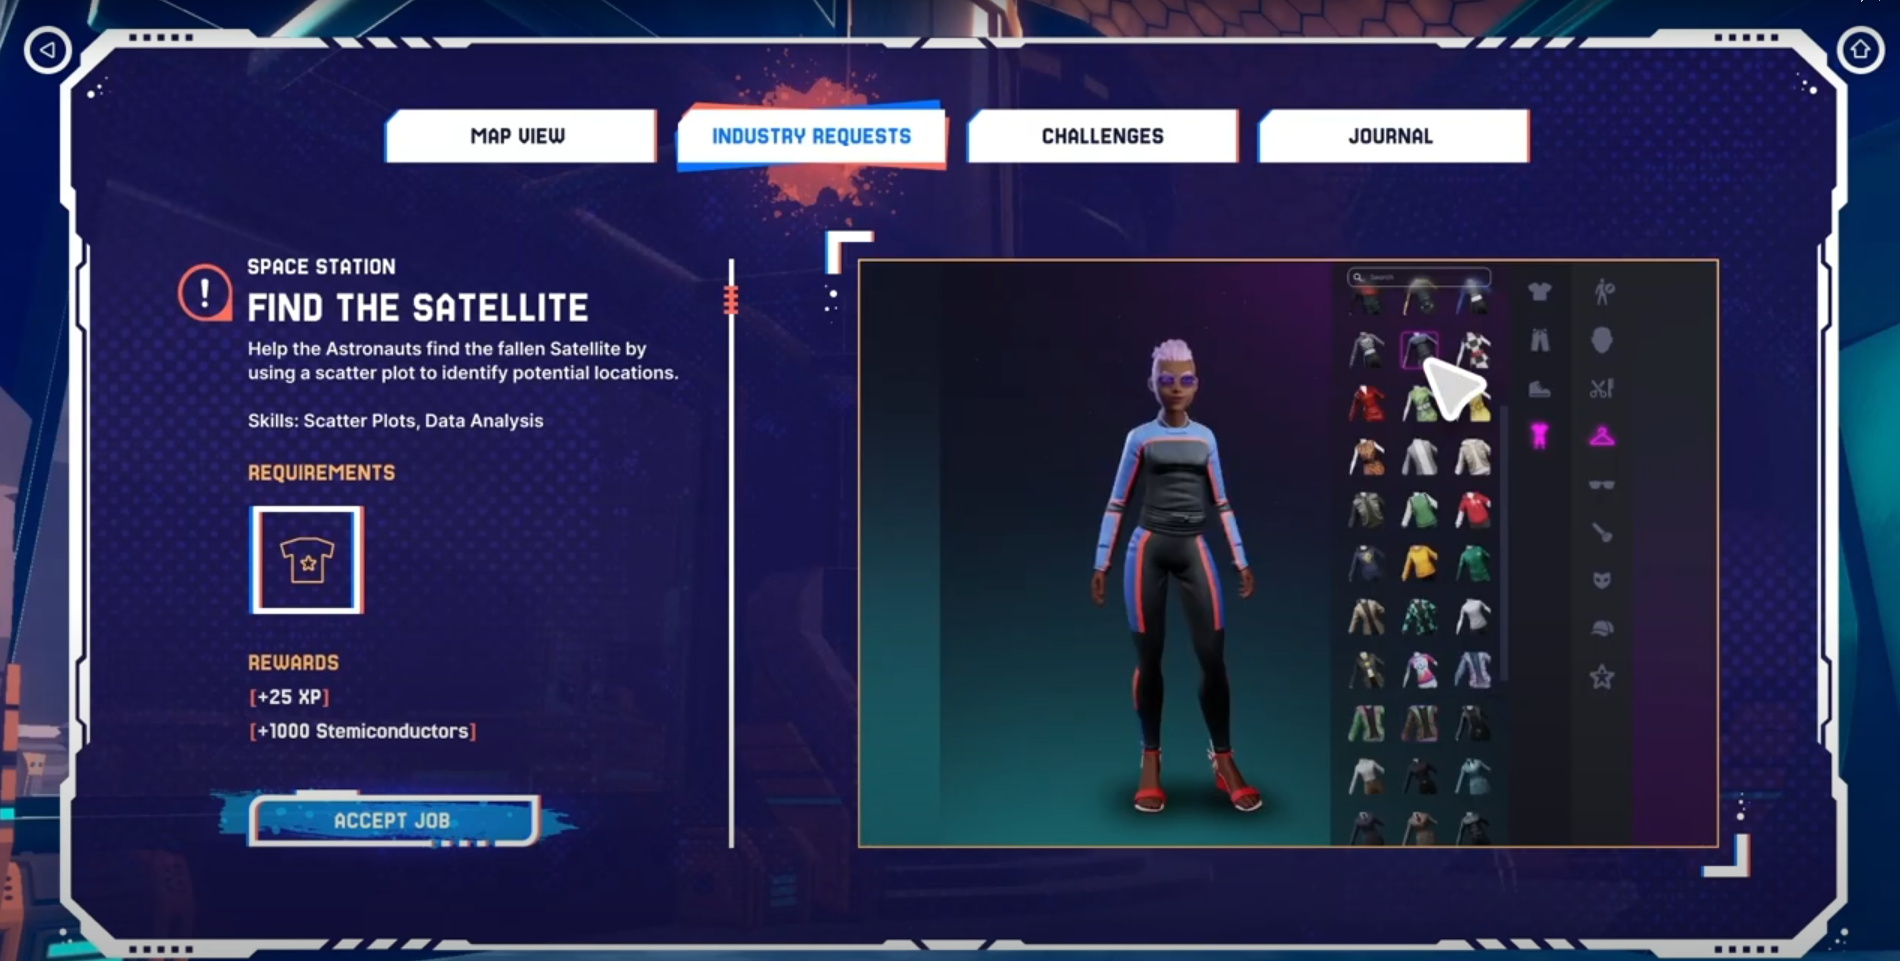 MAP VIEW
INDUSTRY REQUESTS
CHALLENGES
JOURNAL
SPACE STATION
FIND THE SATELLITE
Help the Astronauts find the fallen Satellite by
using a scatter plot to identify potential locations.
Skills: Scatter Plots, Data Analysis
REQUIREMENTS
REWARDS
[+25 XP]
[+1000 Stemiconductors]
ACCEPT JOB
Search